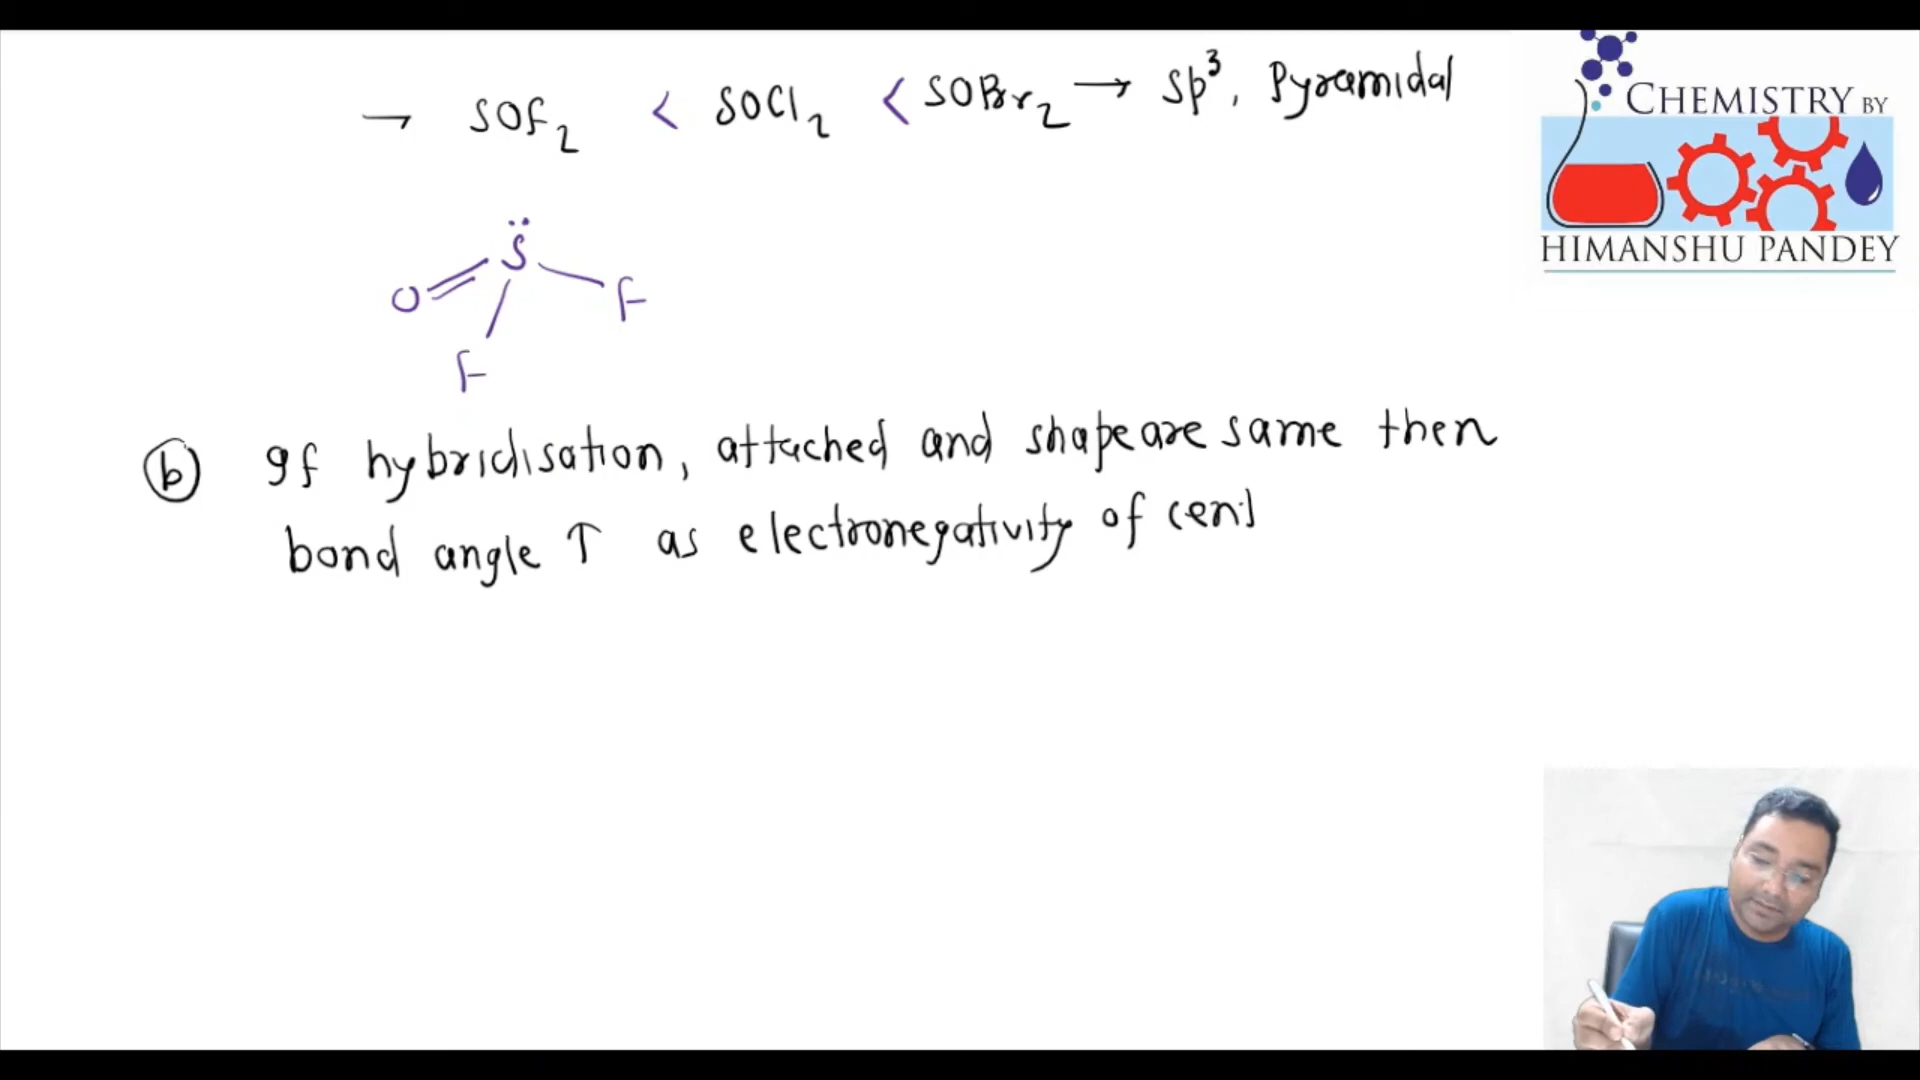 → SOF₂ < SOCl₂ < SOBr₂ → sp³, Pyramidal
CHEMISTRY BY
HIMANSHU PANDEY
S
O F
F
(b) If hybridisation, attached and shape are same then
bond angle ↑ as electronegativity of cent